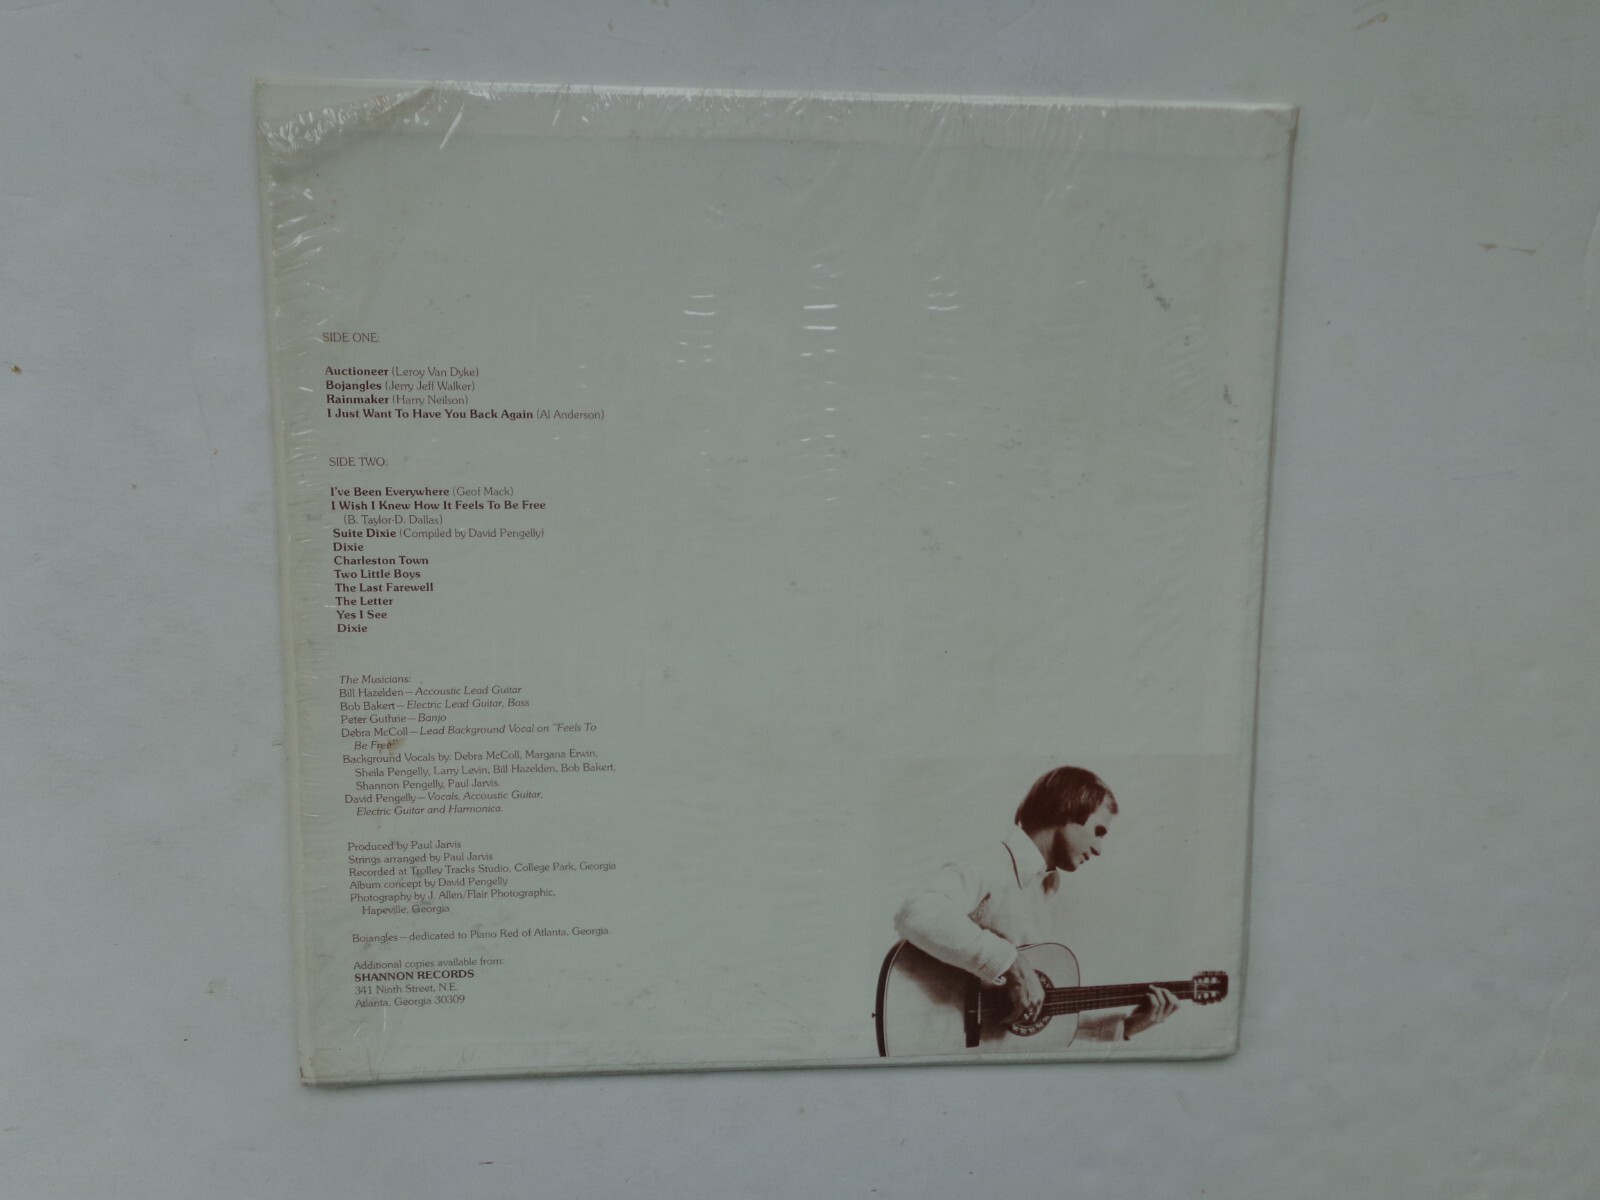 SIDE ONE:
Auctioneer (Leroy Van Dyke)
Bojangles (Jerry Jeff Walker)
Rainmaker (Harry Neilson)
I Just Want To Have You Back Again (Al Anderson)
SIDE TWO:
I've Been Everywhere (Geof Mack)
I Wish I Knew How It Feels To Be Free
(B. Taylor-D. Dallas)
Suite Dixie (Compiled by David Pengelly)
Dixie
Charleston Town
Two Little Boys
The Last Farewell
The Letter
Yes I See
Dixie
The Musicians:
Bill Hazelden—Accoustic Lead Guitar
Bob Bakert—Electric Lead Guitar, Bass
Peter Guthrie—Banjo
Debra McColl—Lead Background Vocal on "Feels To
Be Free"
Background Vocals by: Debra McColl, Margana Erwin,
Sheila Pengelly, Larry Levin, Bill Hazelden, Bob Bakert,
Shannon Pengelly, Paul Jarvis.
David Pengelly—Vocals, Accoustic Guitar,
Electric Guitar and Harmonica.
Produced by Paul Jarvis
Strings arranged by Paul Jarvis
Recorded at Trolley Tracks Studio, College Park, Georgia
Album concept by David Pengelly
Photography by J. Allen/Flair Photographic,
Hapeville, Georgia
Bojangles—dedicated to Piano Red of Atlanta, Georgia.
Additional copies available from:
SHANNON RECORDS
341 Ninth Street, N.E.
Atlanta, Georgia 30309